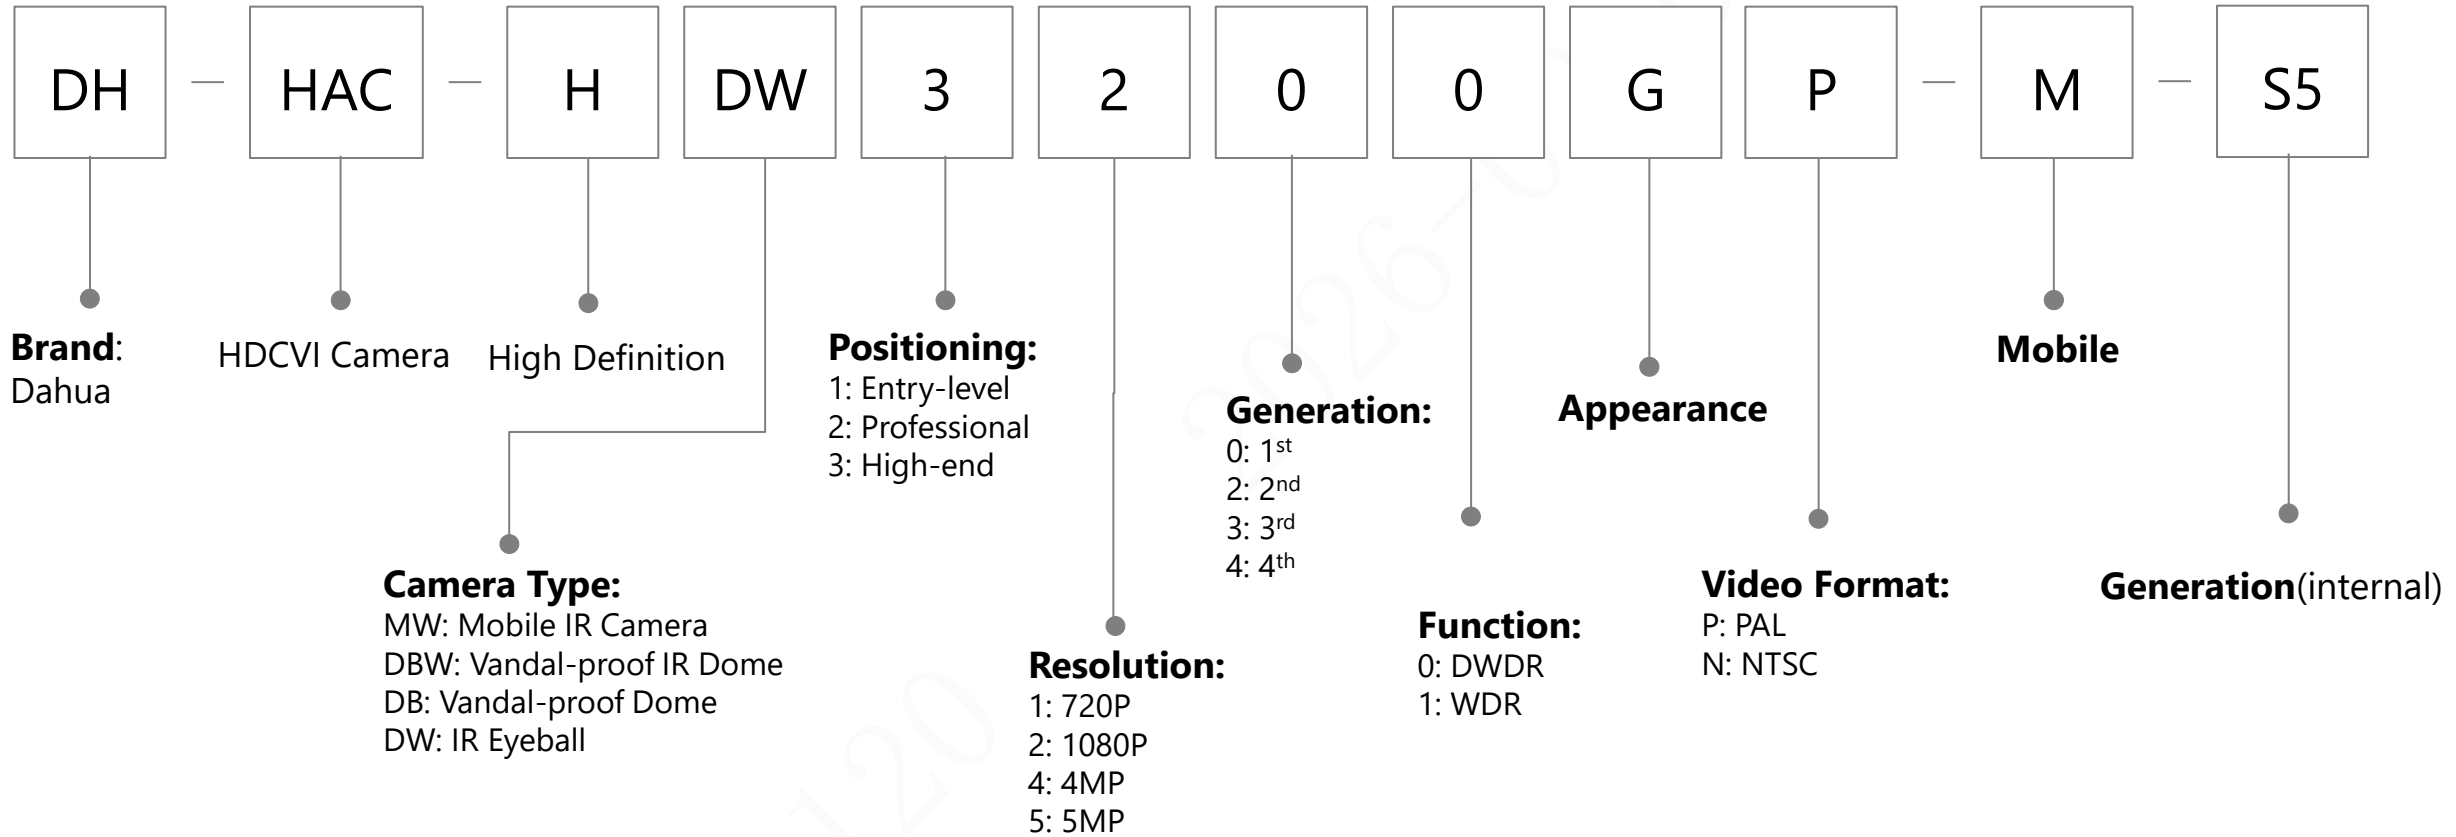 DH — HAC — H DW 3 2 0 0 G P — M — S5
Brand:
Dahua
HDCVI Camera
High Definition
Camera Type:
MW: Mobile IR Camera
DBW: Vandal-proof IR Dome
DB: Vandal-proof Dome
DW: IR Eyeball
Positioning:
1: Entry-level
2: Professional
3: High-end
Resolution:
1: 720P
2: 1080P
4: 4MP
5: 5MP
Generation:
0: 1st
2: 2nd
3: 3rd
4: 4th
Function:
0: DWDR
1: WDR
Appearance
Video Format:
P: PAL
N: NTSC
Mobile
Generation(internal)